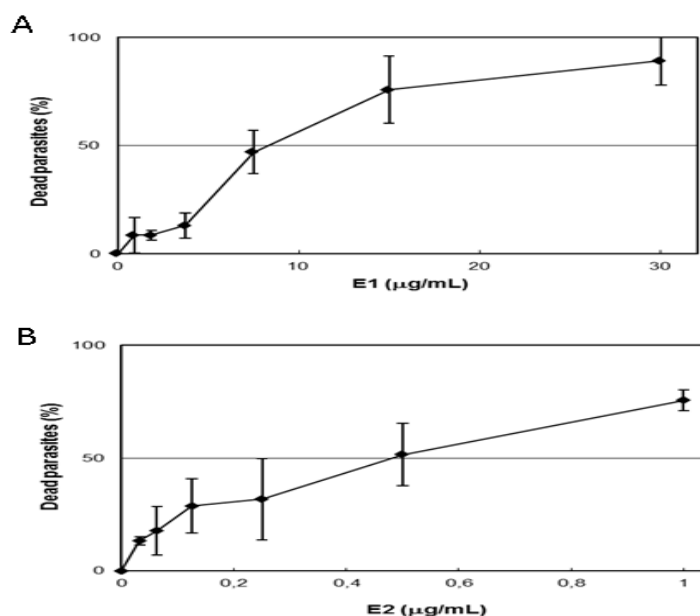 A
100
50
0
Dead parasites (%)
0 10 20 30
E1 (µg/mL)
B
100
50
0
Dead parasites (%)
0 0,2 0,4 0,6 0,8 1
E2 (µg/mL)